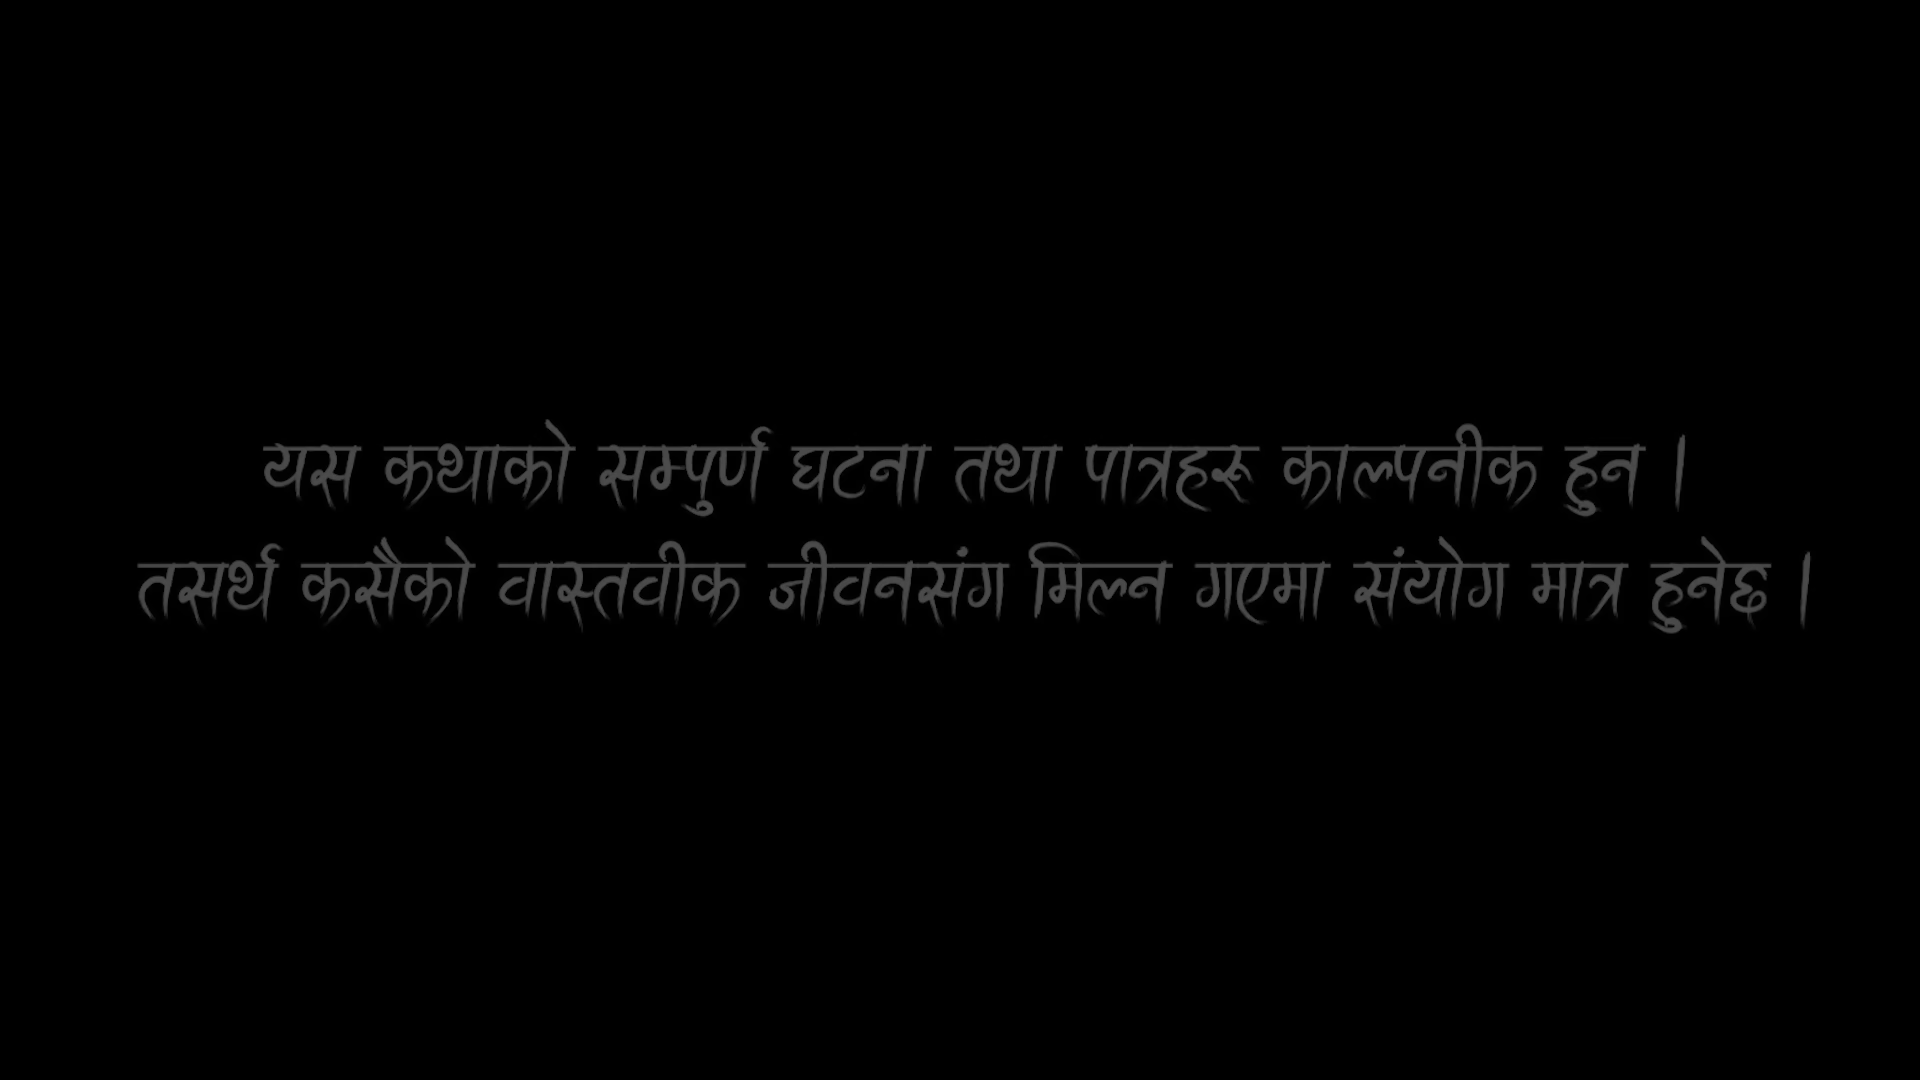 यस कथाको सम्पुर्ण घटना तथा पात्रहरू काल्पनीक हुन ।
तसर्थ कसैको वास्तवीक जीवनसंग मिल्न गएमा संयोग मात्र हुनेछ ।